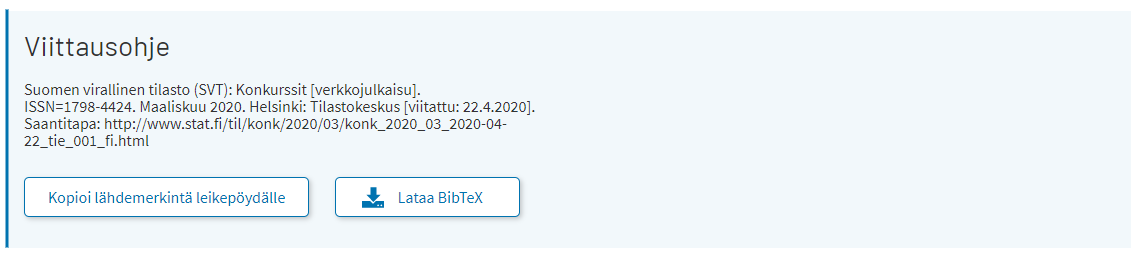 Viittausohje
Suomen virallinen tilasto (SVT): Konkurssit [verkkojulkaisu].
ISSN=1798-4424. Maaliskuu 2020. Helsinki: Tilastokeskus [viitattu: 22.4.2020].
Saantitapa: http://www.stat.fi/til/konk/2020/03/konk_2020_03_2020-04-
22_tie_001_fi.html
Kopioi lähdemerkintä leikepöydälle
Lataa BibTeX